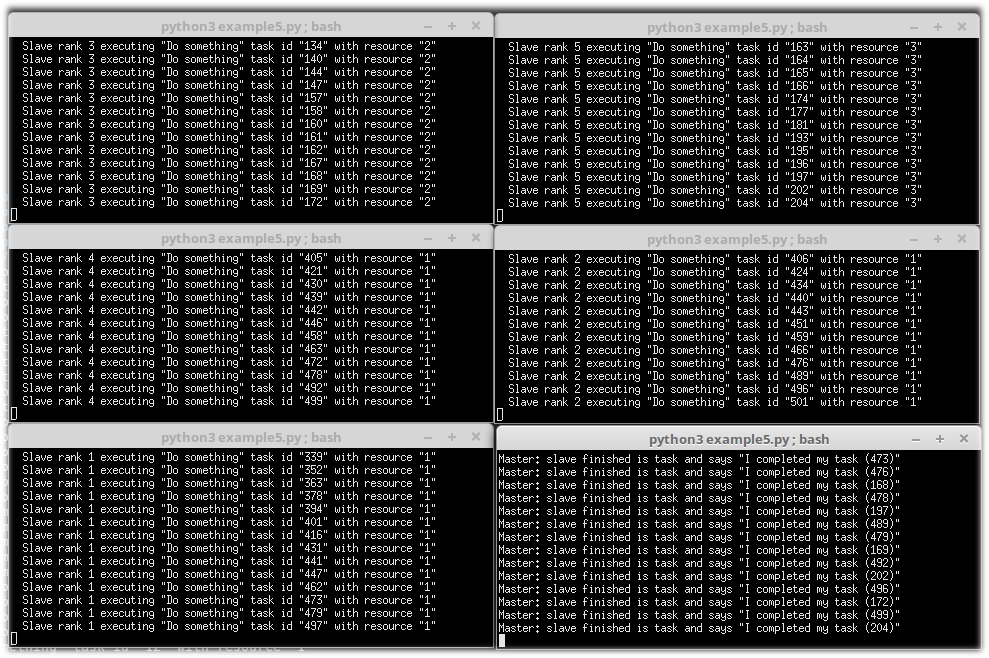 python3 example5.py ; bash
Slave rank 3 executing "Do something" task id "134" with resource "2"
Slave rank 3 executing "Do something" task id "140" with resource "2"
Slave rank 3 executing "Do something" task id "144" with resource "2"
Slave rank 3 executing "Do something" task id "147" with resource "2"
Slave rank 3 executing "Do something" task id "157" with resource "2"
Slave rank 3 executing "Do something" task id "158" with resource "2"
Slave rank 3 executing "Do something" task id "160" with resource "2"
Slave rank 3 executing "Do something" task id "161" with resource "2"
Slave rank 3 executing "Do something" task id "162" with resource "2"
Slave rank 3 executing "Do something" task id "167" with resource "2"
Slave rank 3 executing "Do something" task id "168" with resource "2"
Slave rank 3 executing "Do something" task id "169" with resource "2"
Slave rank 3 executing "Do something" task id "172" with resource "2"
python3 example5.py ; bash
Slave rank 5 executing "Do something" task id "163" with resource "3"
Slave rank 5 executing "Do something" task id "164" with resource "3"
Slave rank 5 executing "Do something" task id "165" with resource "3"
Slave rank 5 executing "Do something" task id "166" with resource "3"
Slave rank 5 executing "Do something" task id "174" with resource "3"
Slave rank 5 executing "Do something" task id "177" with resource "3"
Slave rank 5 executing "Do something" task id "181" with resource "3"
Slave rank 5 executing "Do something" task id "193" with resource "3"
Slave rank 5 executing "Do something" task id "195" with resource "3"
Slave rank 5 executing "Do something" task id "196" with resource "3"
Slave rank 5 executing "Do something" task id "197" with resource "3"
Slave rank 5 executing "Do something" task id "202" with resource "3"
Slave rank 5 executing "Do something" task id "204" with resource "3"
python3 example5.py ; bash
Slave rank 4 executing "Do something" task id "405" with resource "1"
Slave rank 4 executing "Do something" task id "421" with resource "1"
Slave rank 4 executing "Do something" task id "430" with resource "1"
Slave rank 4 executing "Do something" task id "439" with resource "1"
Slave rank 4 executing "Do something" task id "442" with resource "1"
Slave rank 4 executing "Do something" task id "446" with resource "1"
Slave rank 4 executing "Do something" task id "458" with resource "1"
Slave rank 4 executing "Do something" task id "463" with resource "1"
Slave rank 4 executing "Do something" task id "472" with resource "1"
Slave rank 4 executing "Do something" task id "478" with resource "1"
Slave rank 4 executing "Do something" task id "492" with resource "1"
Slave rank 4 executing "Do something" task id "499" with resource "1"
python3 example5.py ; bash
Slave rank 2 executing "Do something" task id "406" with resource "1"
Slave rank 2 executing "Do something" task id "424" with resource "1"
Slave rank 2 executing "Do something" task id "434" with resource "1"
Slave rank 2 executing "Do something" task id "440" with resource "1"
Slave rank 2 executing "Do something" task id "443" with resource "1"
Slave rank 2 executing "Do something" task id "451" with resource "1"
Slave rank 2 executing "Do something" task id "459" with resource "1"
Slave rank 2 executing "Do something" task id "466" with resource "1"
Slave rank 2 executing "Do something" task id "476" with resource "1"
Slave rank 2 executing "Do something" task id "489" with resource "1"
Slave rank 2 executing "Do something" task id "496" with resource "1"
Slave rank 2 executing "Do something" task id "501" with resource "1"
python3 example5.py ; bash
Slave rank 1 executing "Do something" task id "339" with resource "1"
Slave rank 1 executing "Do something" task id "352" with resource "1"
Slave rank 1 executing "Do something" task id "363" with resource "1"
Slave rank 1 executing "Do something" task id "378" with resource "1"
Slave rank 1 executing "Do something" task id "394" with resource "1"
Slave rank 1 executing "Do something" task id "401" with resource "1"
Slave rank 1 executing "Do something" task id "416" with resource "1"
Slave rank 1 executing "Do something" task id "431" with resource "1"
Slave rank 1 executing "Do something" task id "441" with resource "1"
Slave rank 1 executing "Do something" task id "447" with resource "1"
Slave rank 1 executing "Do something" task id "462" with resource "1"
Slave rank 1 executing "Do something" task id "473" with resource "1"
Slave rank 1 executing "Do something" task id "479" with resource "1"
Slave rank 1 executing "Do something" task id "497" with resource "1"
python3 example5.py ; bash
Master: slave finished is task and says "I completed my task (473)"
Master: slave finished is task and says "I completed my task (476)"
Master: slave finished is task and says "I completed my task (168)"
Master: slave finished is task and says "I completed my task (478)"
Master: slave finished is task and says "I completed my task (197)"
Master: slave finished is task and says "I completed my task (489)"
Master: slave finished is task and says "I completed my task (479)"
Master: slave finished is task and says "I completed my task (169)"
Master: slave finished is task and says "I completed my task (492)"
Master: slave finished is task and says "I completed my task (202)"
Master: slave finished is task and says "I completed my task (496)"
Master: slave finished is task and says "I completed my task (172)"
Master: slave finished is task and says "I completed my task (499)"
Master: slave finished is task and says "I completed my task (204)"